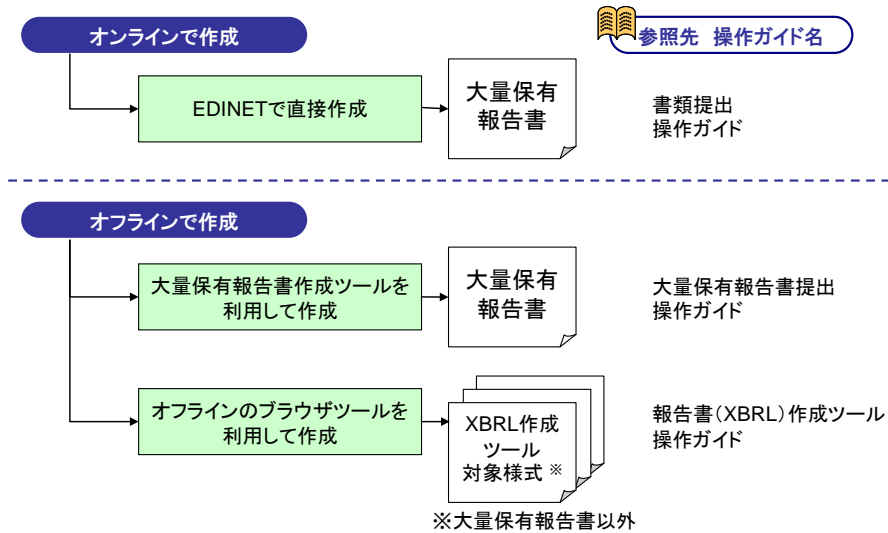 オンラインで作成
参照先 操作ガイド名
EDINETで直接作成
大量保有
報告書
書類提出
操作ガイド
オフラインで作成
大量保有報告書作成ツールを
利用して作成
大量保有
報告書
大量保有報告書提出
操作ガイド
オフラインのブラウザツールを
利用して作成
XBRL作成
ツール
対象様式 ※
報告書（XBRL）作成ツール
操作ガイド
※大量保有報告書以外